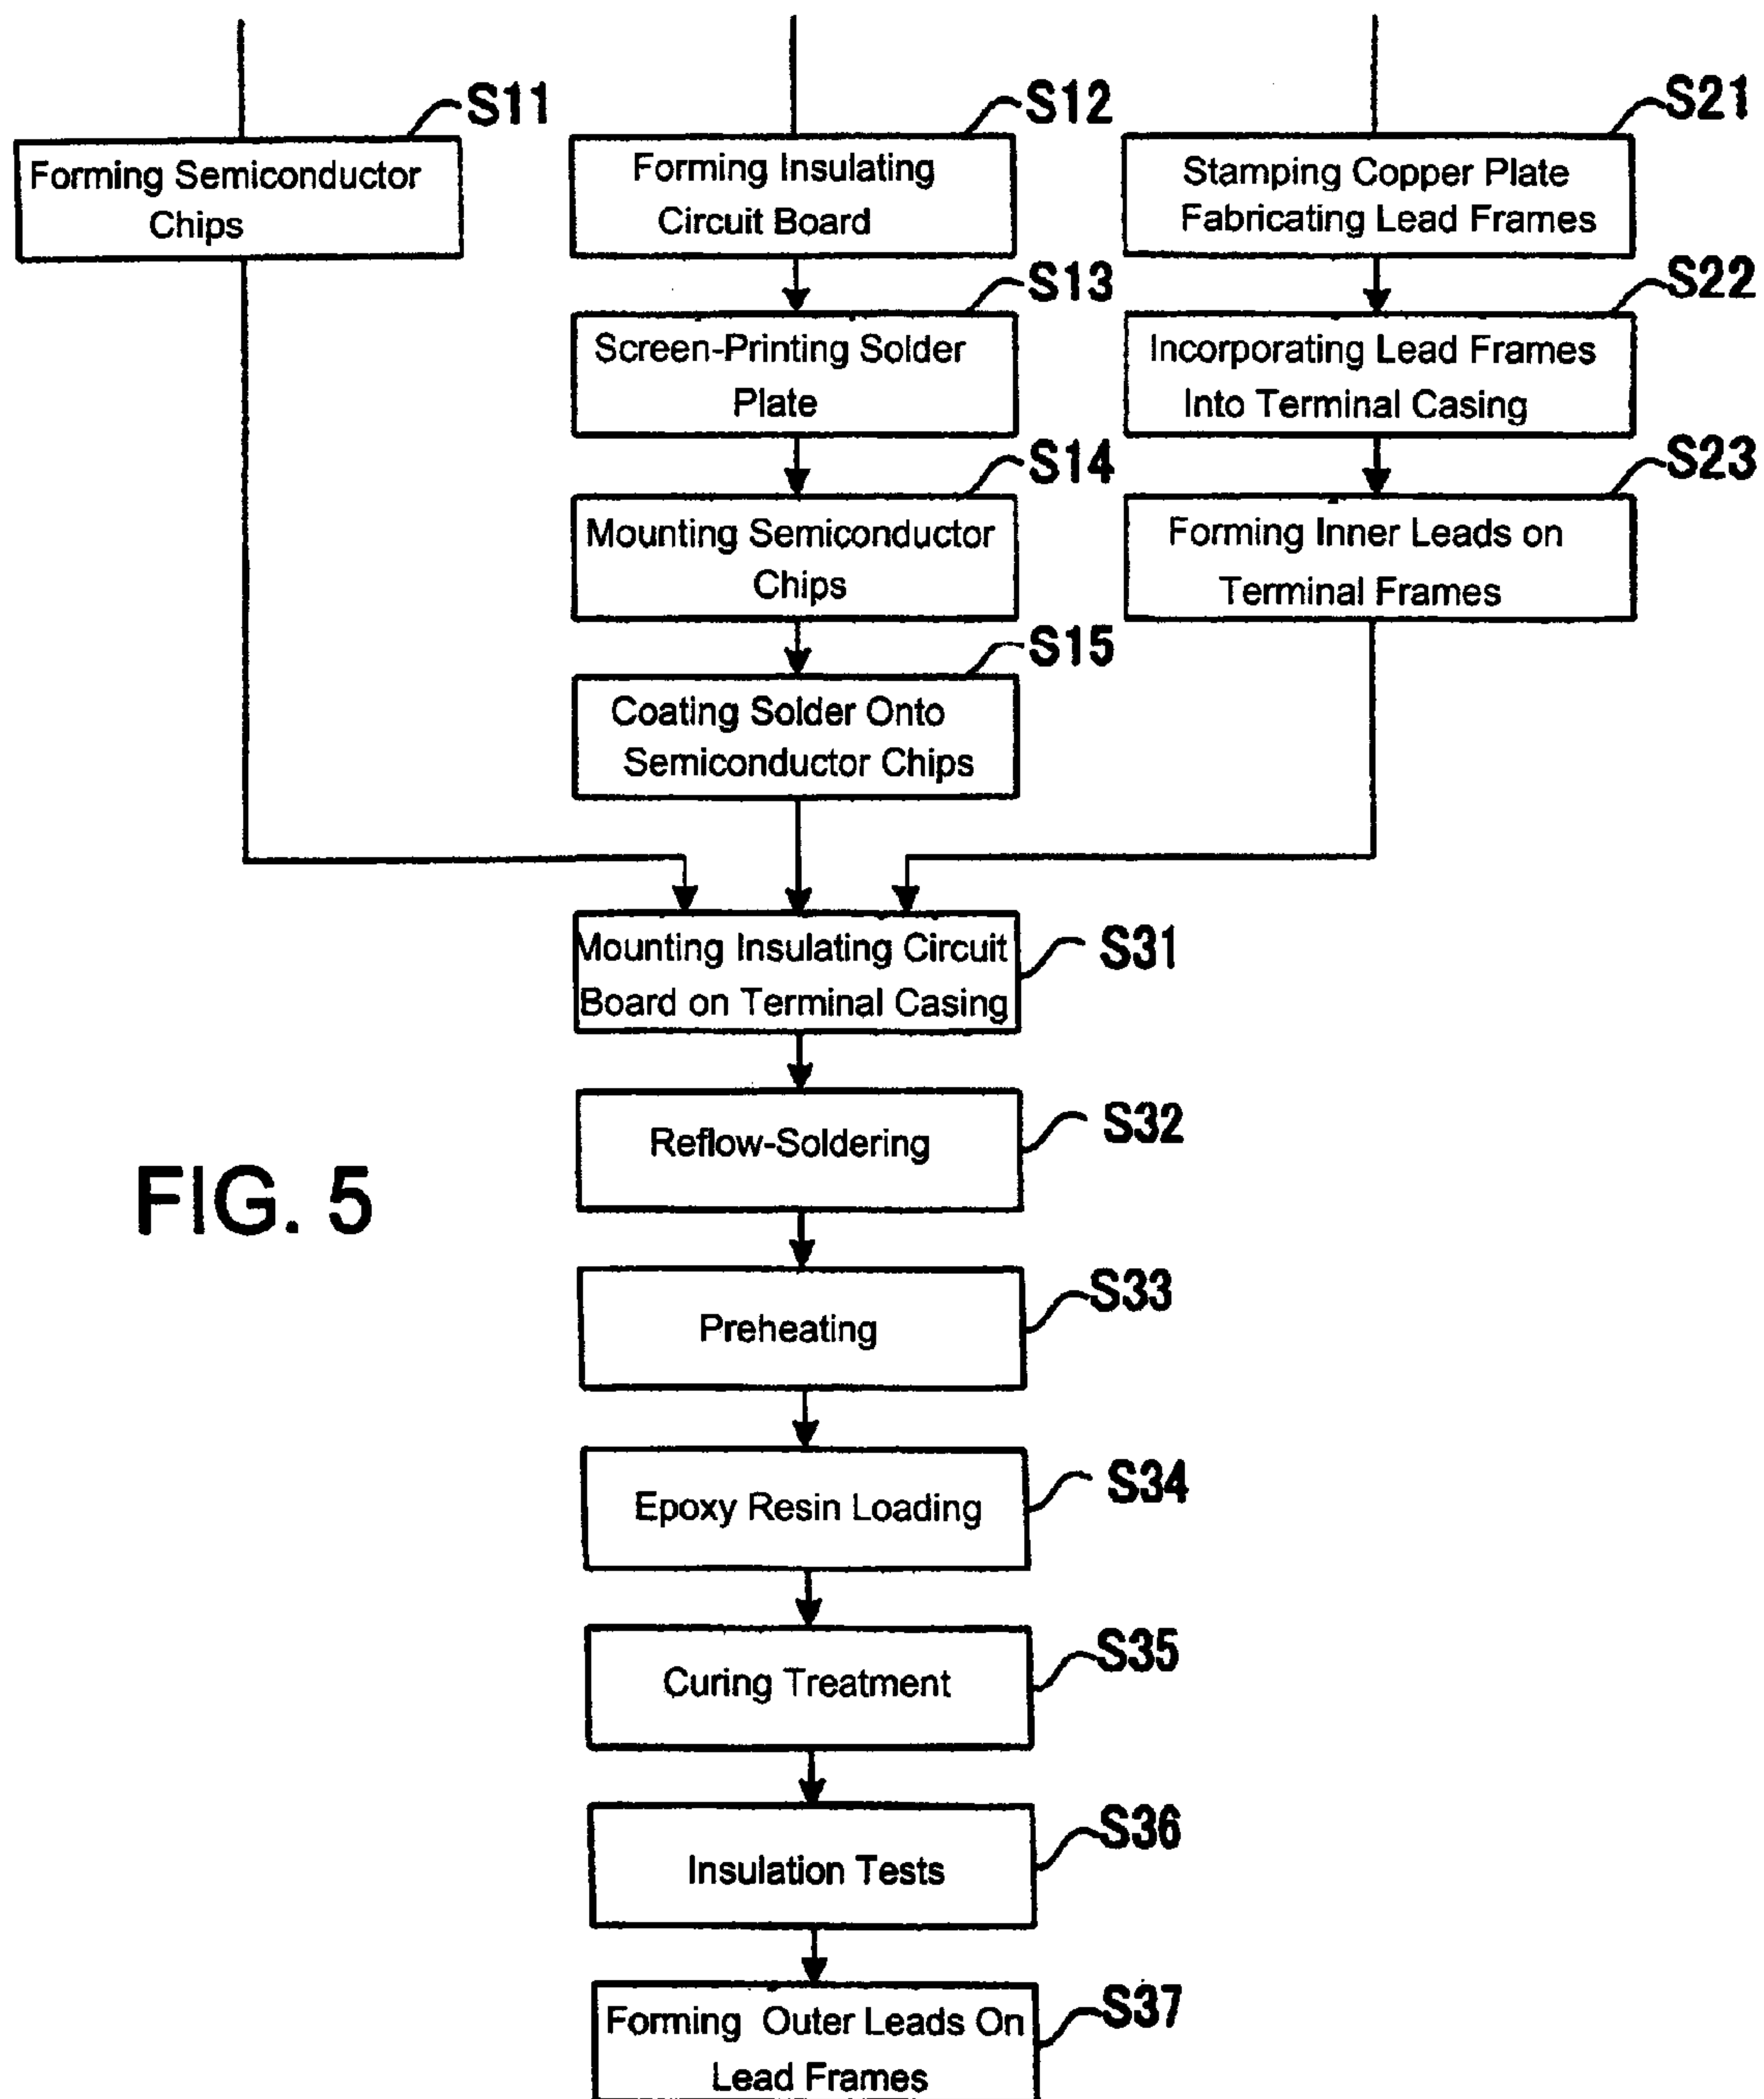 S11
Forming Semiconductor
Chips
S12
Forming Insulating
Circuit Board
S21
Stamping Copper Plate
Fabricating Lead Frames
S13
Screen-Printing Solder
Plate
S22
Incorporating Lead Frames
Into Terminal Casing
S14
Mounting Semiconductor
Chips
S23
Forming Inner Leads on
Terminal Frames
S15
Coating Solder Onto
Semiconductor Chips
S31
Mounting Insulating Circuit
Board on Terminal Casing
S32
Reflow-Soldering
FIG. 5
S33
Preheating
S34
Epoxy Resin Loading
S35
Curing Treatment
S36
Insulation Tests
S37
Forming Outer Leads On
Lead Frames